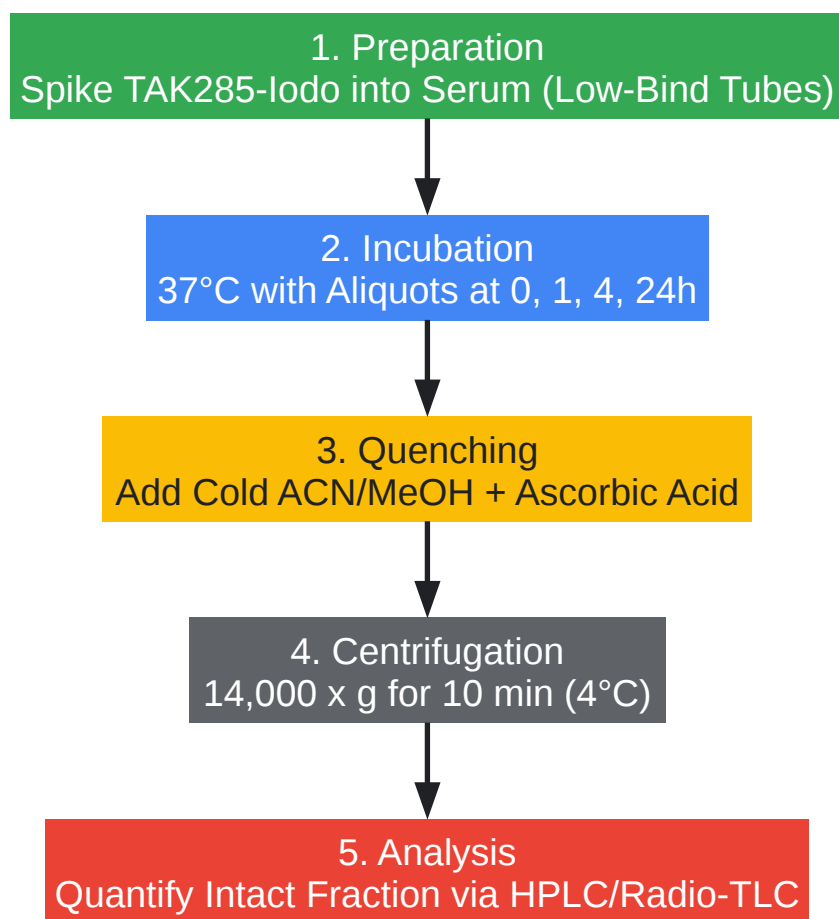 1. Preparation
Spike TAK285-Iodo into Serum (Low-Bind Tubes)
2. Incubation
37°C with Aliquots at 0, 1, 4, 24h
3. Quenching
Add Cold ACN/MeOH + Ascorbic Acid
4. Centrifugation
14,000 x g for 10 min (4°C)
5. Analysis
Quantify Intact Fraction via HPLC/Radio-TLC